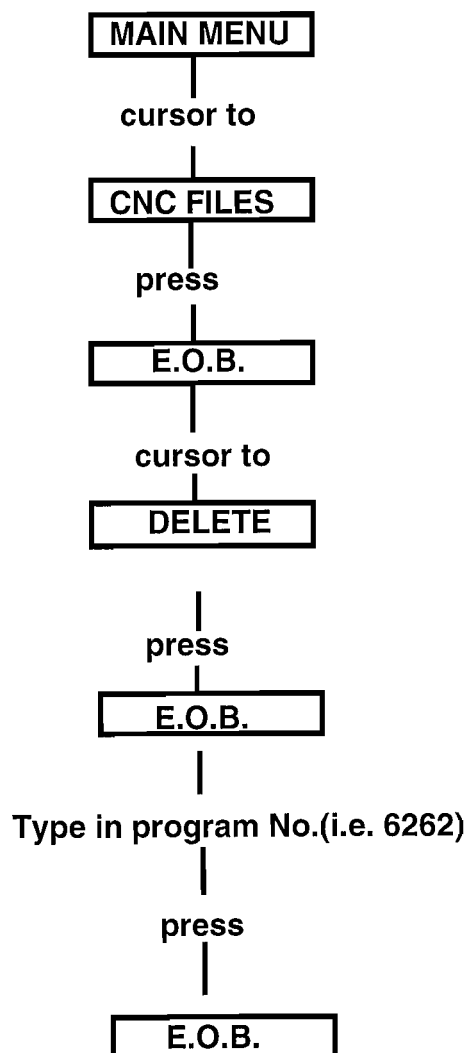 MAIN MENU
cursor to
CNC FILES
press
E.O.B.
cursor to
DELETE
press
E.O.B.
Type in program No.(i.e. 6262)
press
E.O.B.